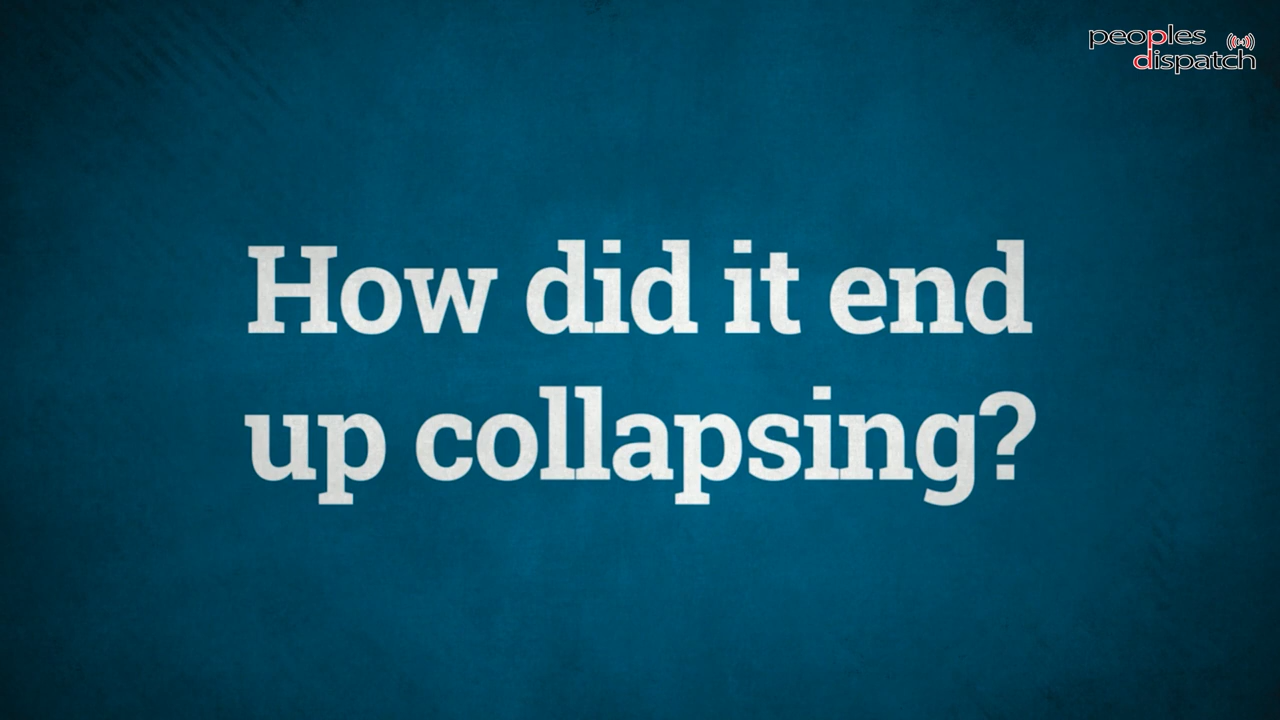 peoples
dispatch
How did it end
up collapsing?